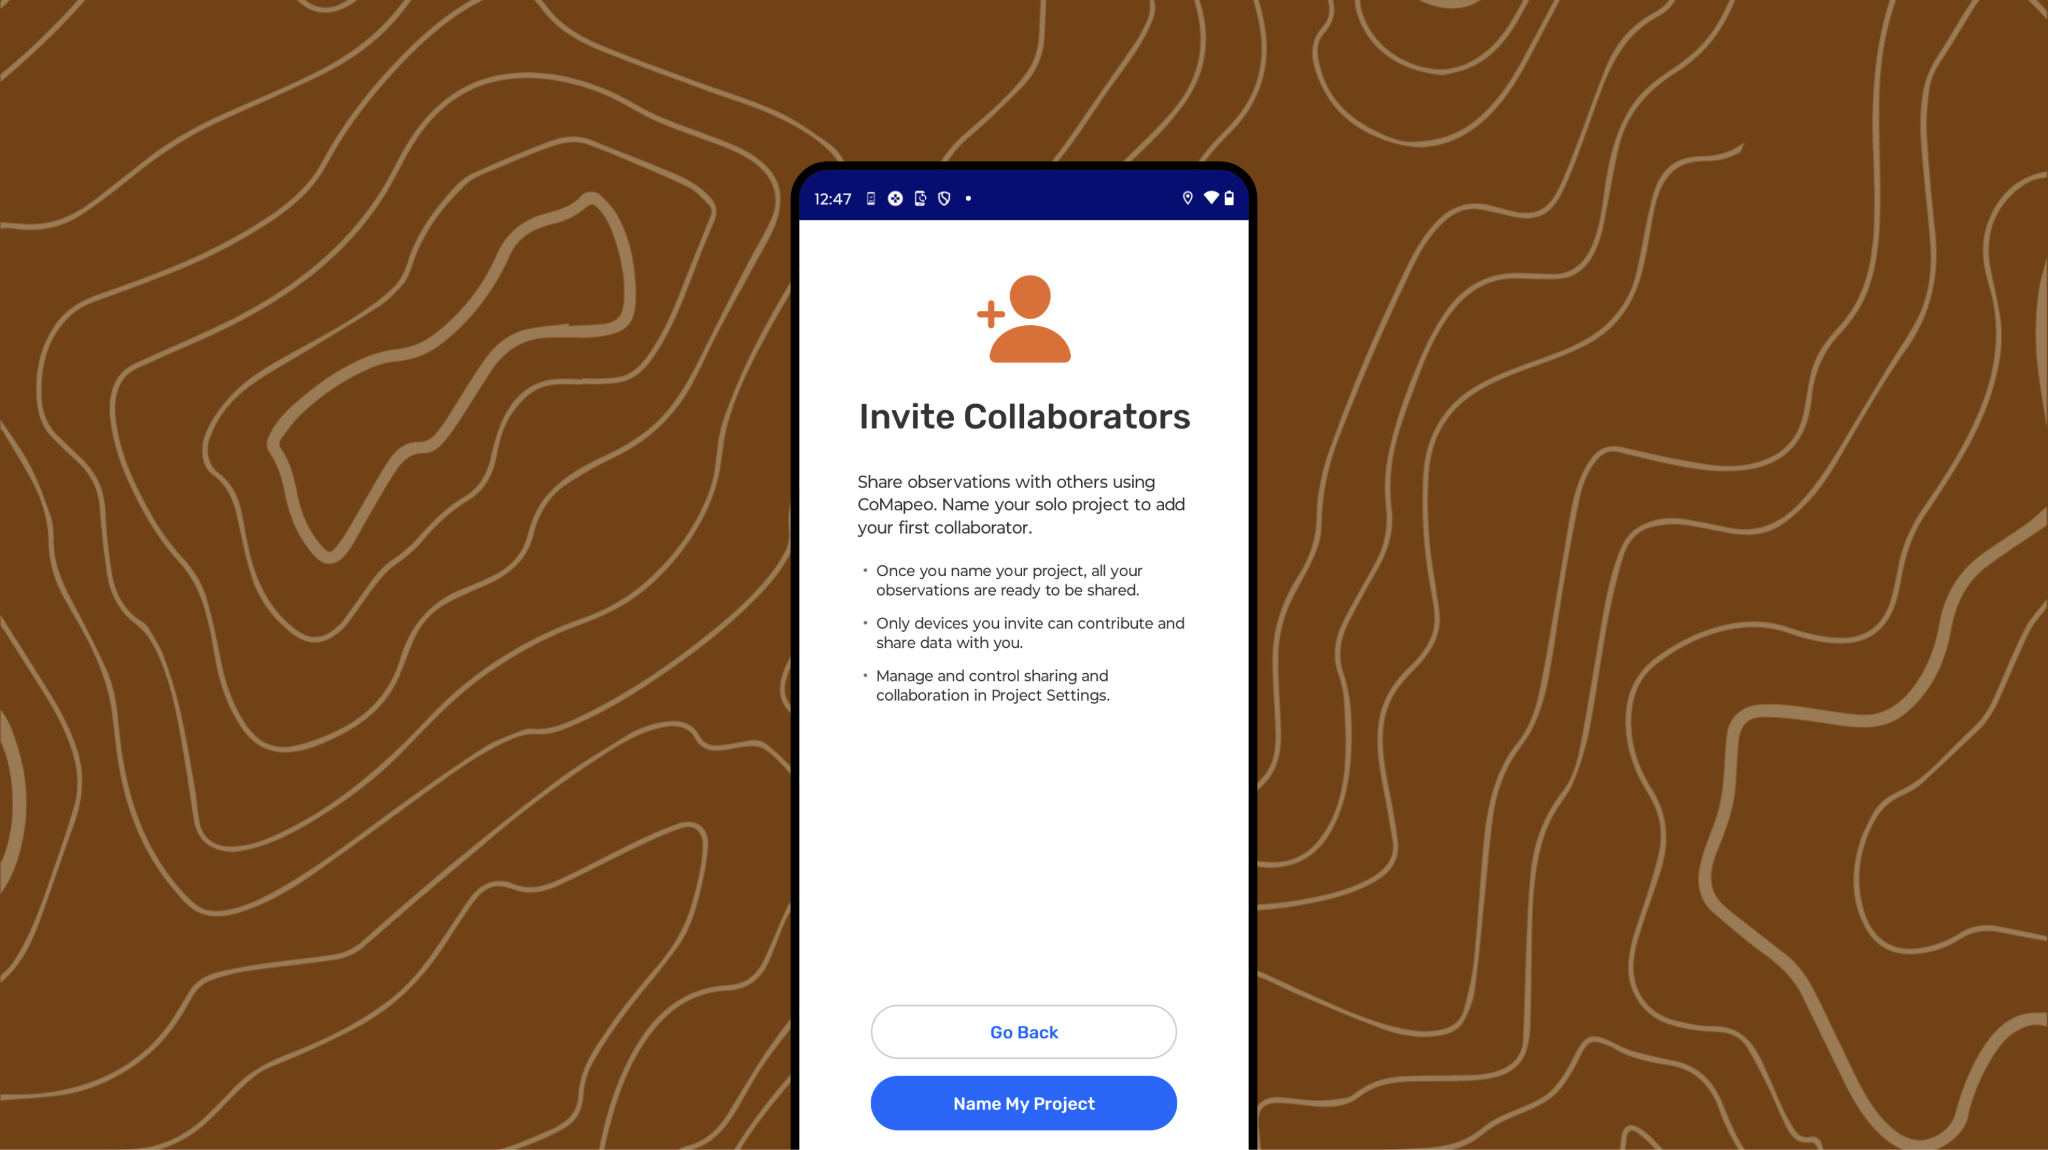 12:47
Invite Collaborators
Share observations with others using
CoMapeo. Name your solo project to add
your first collaborator.
• Once you name your project, all your
observations are ready to be shared.
• Only devices you invite can contribute and
share data with you.
• Manage and control sharing and
collaboration in Project Settings.
Go Back
Name My Project